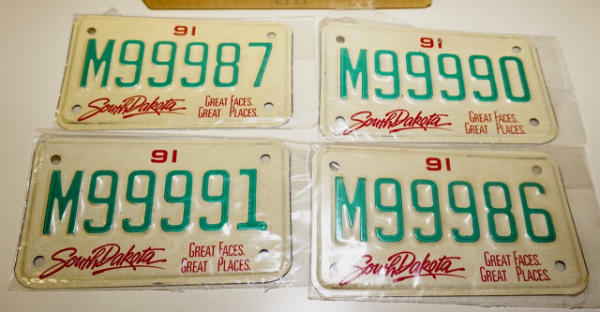 91
M99987
South Dakota
GREAT FACES.
GREAT PLACES.
91
M99990
South Dakota
GREAT FACES.
GREAT PLACES.
91
M99991
South Dakota
GREAT FACES.
GREAT PLACES.
91
M99986
South Dakota
GREAT FACES.
GREAT PLACES.